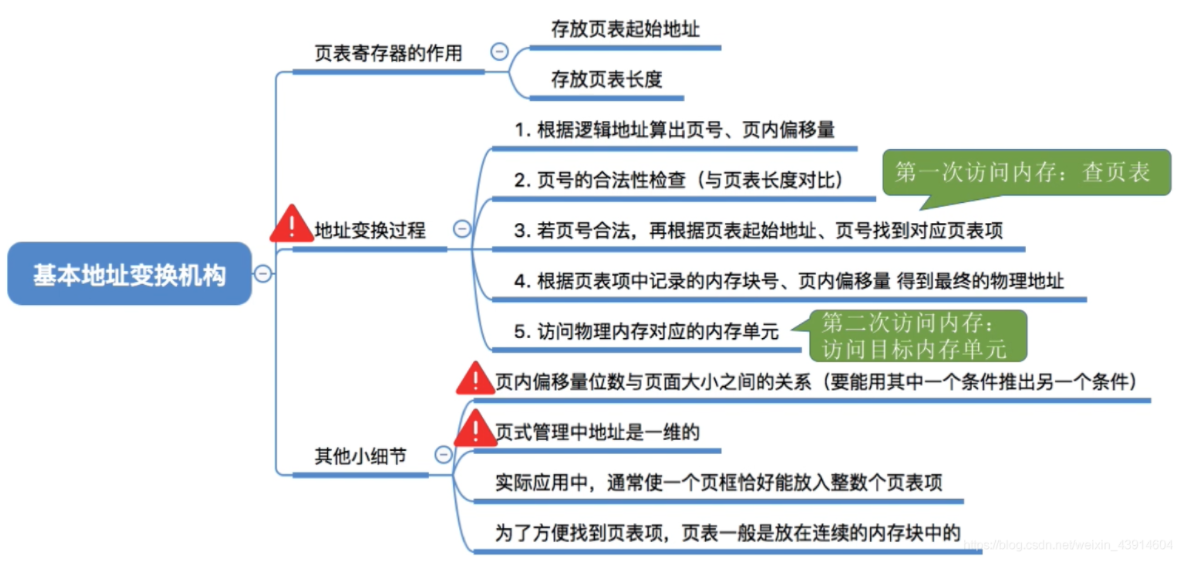 基本地址变换机构
页表寄存器的作用
存放页表起始地址
存放页表长度
地址变换过程
1. 根据逻辑地址算出页号、页内偏移量
2. 页号的合法性检查（与页表长度对比）
第一次访问内存：查页表
3. 若页号合法，再根据页表起始地址、页号找到对应页表项
4. 根据页表项中记录的内存块号、页内偏移量 得到最终的物理地址
5. 访问物理内存对应的内存单元
第二次访问内存：
访问目标内存单元
其他小细节
页内偏移量位数与页面大小之间的关系（要能用其中一个条件推出另一个条件）
页式管理中地址是一维的
实际应用中，通常使一个页框恰好能放入整数个页表项
为了方便找到页表项，页表一般是放在连续的内存块中的
https://blog.csdn.net/weixin_43914604